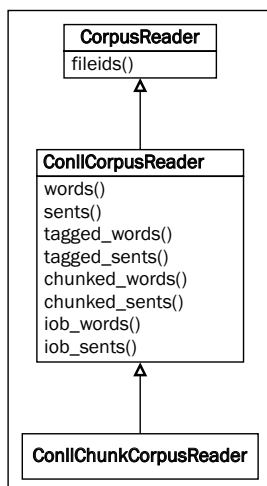 CorpusReader
fileids()
ConllCorpusReader
words()
sents()
tagged_words()
tagged_sents()
chunked_words()
chunked_sents()
iob_words()
iob_sents()
ConllChunkCorpusReader